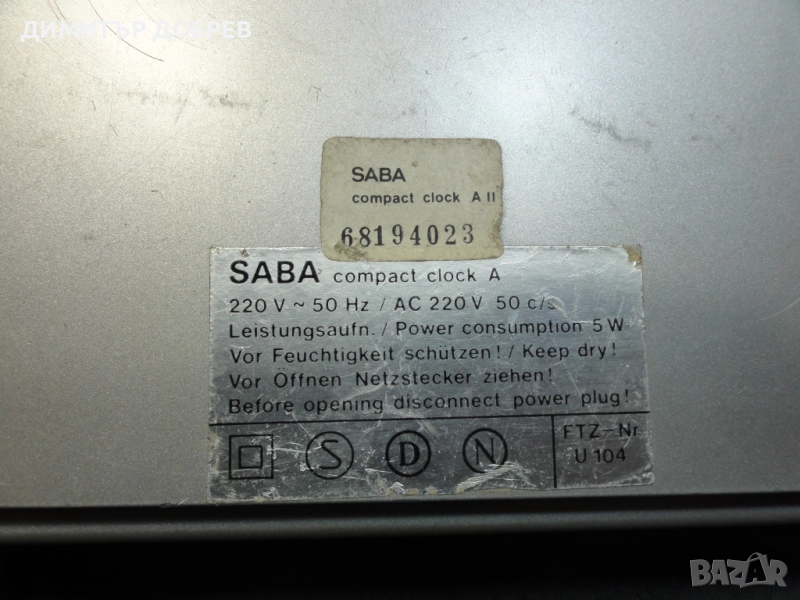 ДИМИТЪР ДОБРЕВ
SABA
compact clock A II
68194023
SABA compact clock A
220 V ~ 50 Hz / AC 220 V 50 c/s
Leistungsaufn. / Power consumption 5 W
Vor Feuchtigkeit schützen! / Keep dry!
Vor Öffnen Netzstecker ziehen!
Before opening disconnect power plug!
S D N
FTZ-Nr
U 104
BAZAR